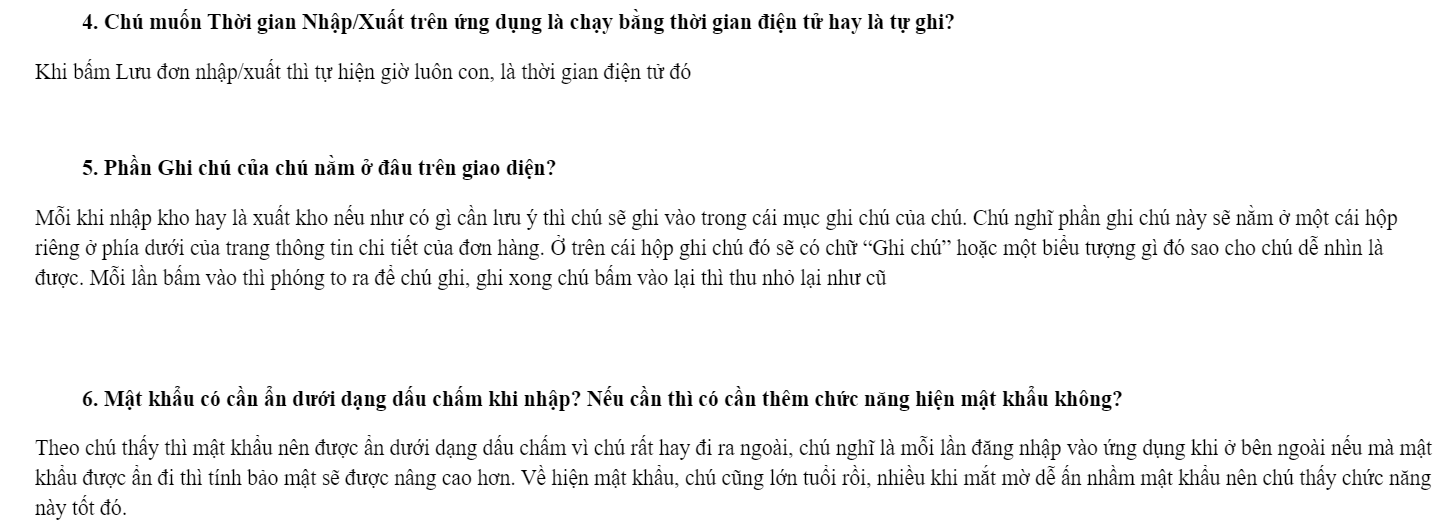 4. Chú muốn Thời gian Nhập/Xuất trên ứng dụng là chạy bằng thời gian điện tử hay là tự ghi?
Khi bấm Lưu đơn nhập/xuất thì tự hiện giờ luôn con, là thời gian điện tử đó
5. Phần Ghi chú của chú nằm ở đâu trên giao diện?
Mỗi khi nhập kho hay là xuất kho nếu như có gì cần lưu ý thì chú sẽ ghi vào trong cái mục ghi chú của chú. Chú nghĩ phần ghi chú này sẽ nằm ở một cái hộp
riêng ở phía dưới của trang thông tin chi tiết của đơn hàng. Ở trên cái hộp ghi chú đó sẽ có chữ “Ghi chú” hoặc một biểu tượng gì đó sao cho chú dễ nhìn là
được. Mỗi lần bấm vào thì phóng to ra để chú ghi, ghi xong chú bấm vào lại thì thu nhỏ lại như cũ
6. Mật khẩu có cần ẩn dưới dạng dấu chấm khi nhập? Nếu cần thì có cần thêm chức năng hiện mật khẩu không?
Theo chú thấy thì mật khẩu nên được ẩn dưới dạng dấu chấm vì chú rất hay đi ra ngoài, chú nghĩ là mỗi lần đăng nhập vào ứng dụng khi ở bên ngoài nếu mà mật
khẩu được ẩn đi thì tính bảo mật sẽ được nâng cao hơn. Về hiện mật khẩu, chú cũng lớn tuổi rồi, nhiều khi mắt mờ dễ ấn nhầm mật khẩu nên chú thấy chức năng
này tốt đó.